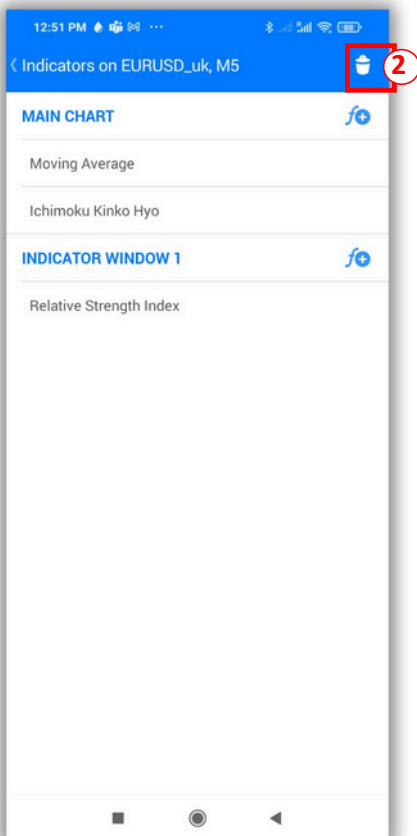 12:51 PM
Indicators on EURUSD_uk, M5
2
MAIN CHART
Moving Average
Ichimoku Kinko Hyo
INDICATOR WINDOW 1
Relative Strength Index